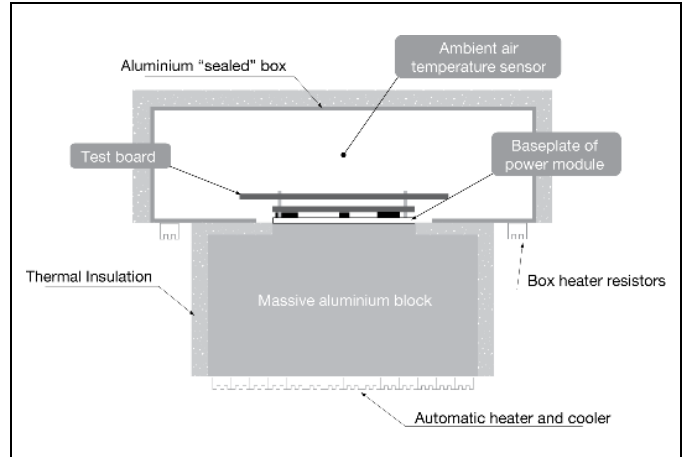 Ambient air
temperature sensor
Aluminium “sealed” box
Test board
Baseplate of
power module
Thermal Insulation
Box heater resistors
Massive aluminium block
Automatic heater and cooler